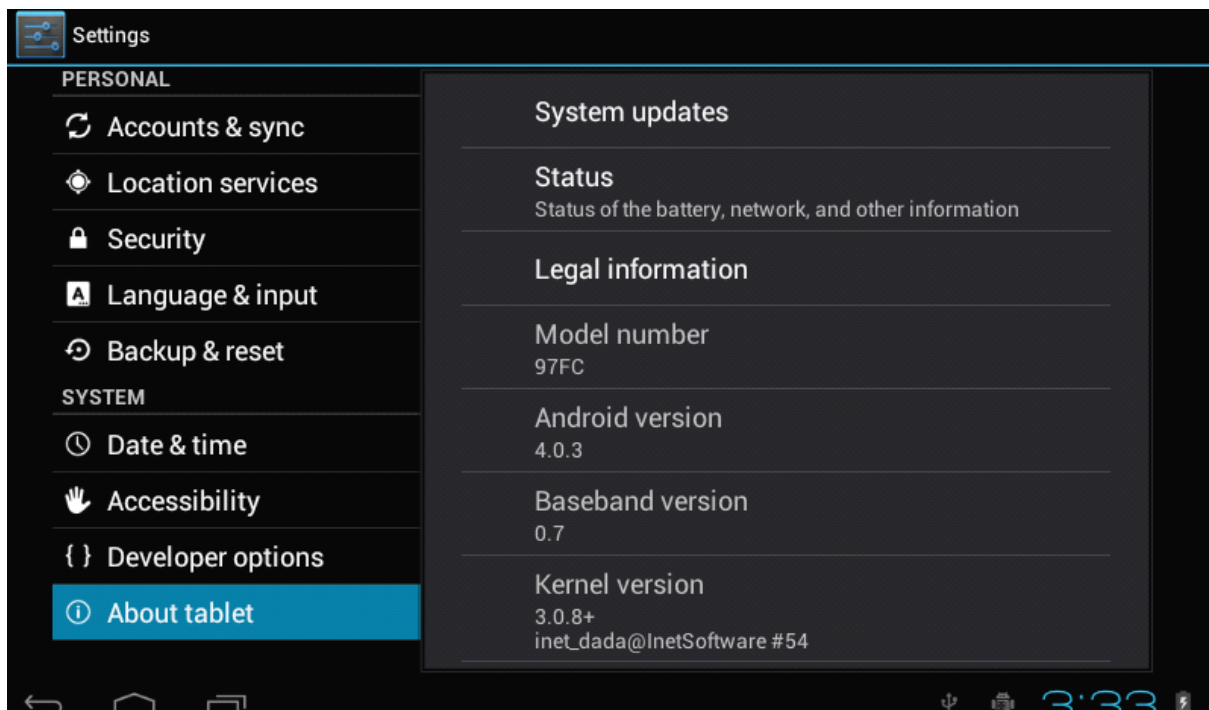 Settings
PERSONAL
Accounts & sync
Location services
Security
Language & input
Backup & reset
SYSTEM
Date & time
Accessibility
{ } Developer options
About tablet
System updates
Status
Status of the battery, network, and other information
Legal information
Model number
97FC
Android version
4.0.3
Baseband version
0.7
Kernel version
3.0.8+
inet_dada@InetSoftware #54
3:33